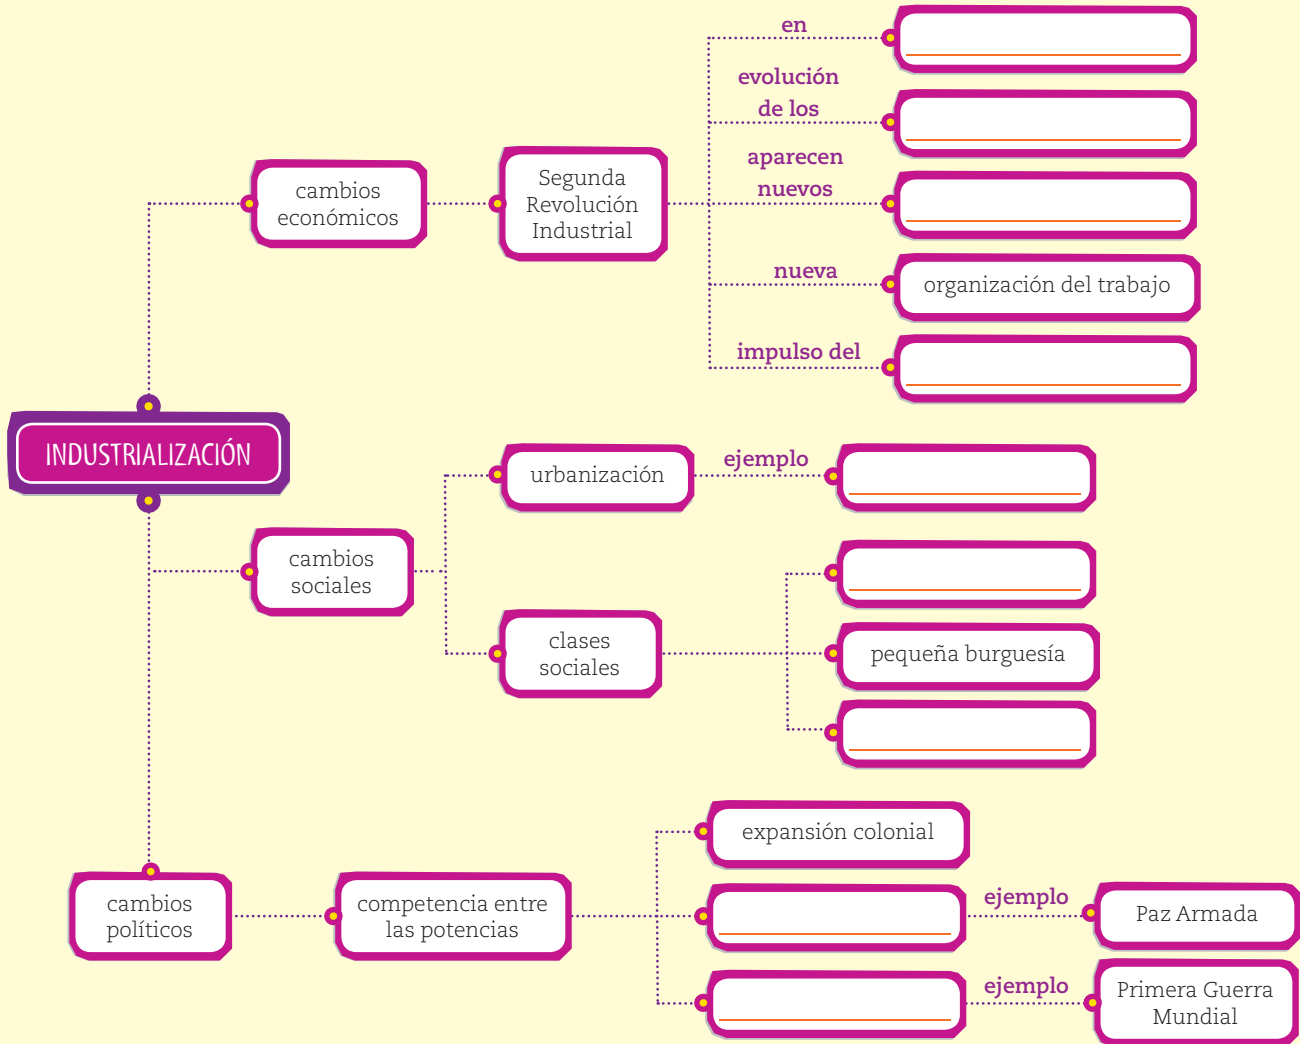 en
evolución
de los
aparecen
nuevos
cambios
económicos
Segunda
Revolución
Industrial
nueva
organización del trabajo
impulso del
INDUSTRIALIZACIÓN
urbanización
ejemplo
cambios
sociales
clases
sociales
pequeña burguesía
expansión colonial
cambios
políticos
competencia entre
las potencias
ejemplo
Paz Armada
ejemplo
Primera Guerra
Mundial